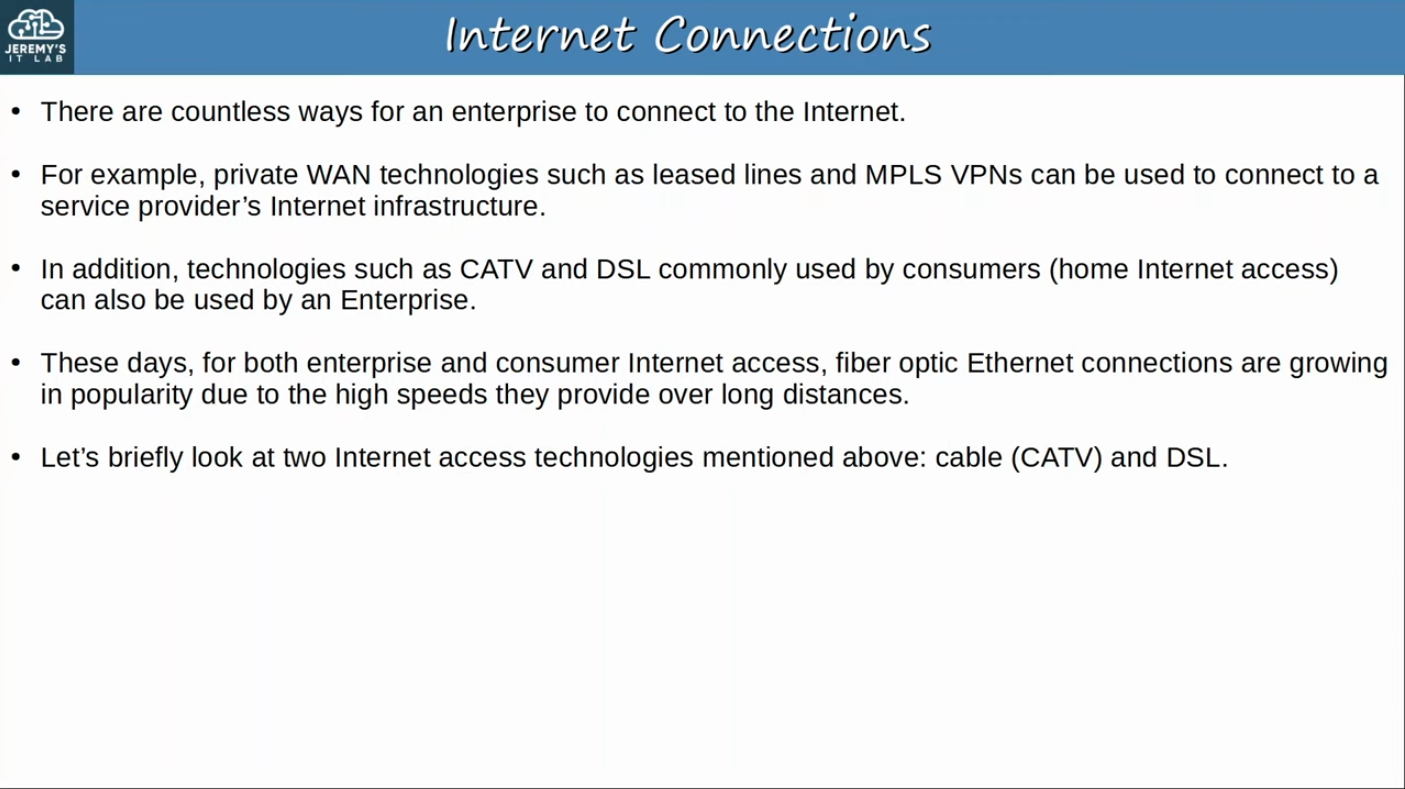 JEREMY'S
IT LAB
Internet Connections
• There are countless ways for an enterprise to connect to the Internet.
• For example, private WAN technologies such as leased lines and MPLS VPNs can be used to connect to a
service provider’s Internet infrastructure.
• In addition, technologies such as CATV and DSL commonly used by consumers (home Internet access)
can also be used by an Enterprise.
• These days, for both enterprise and consumer Internet access, fiber optic Ethernet connections are growing
in popularity due to the high speeds they provide over long distances.
• Let’s briefly look at two Internet access technologies mentioned above: cable (CATV) and DSL.